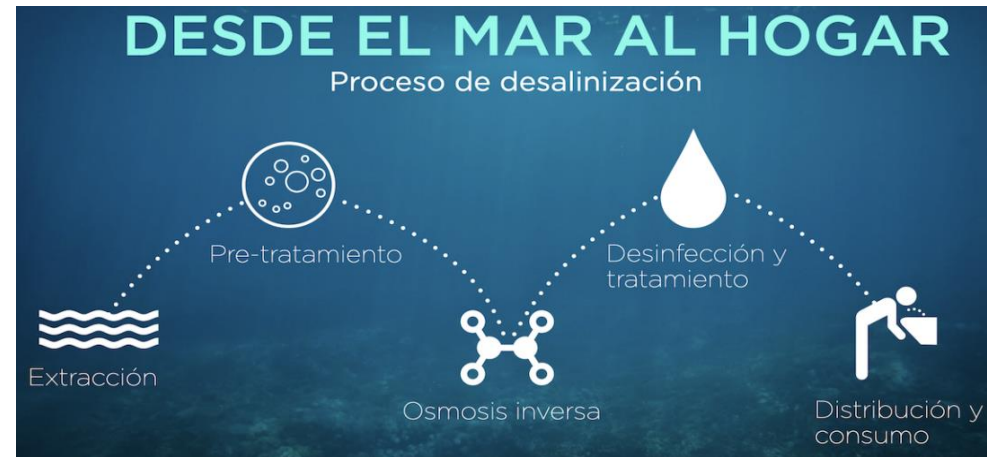 DESDE EL MAR AL HOGAR
Proceso de desalinización
Pre-tratamiento
Desinfección y
tratamiento
Extracción
Osmosis inversa
Distribución y
consumo